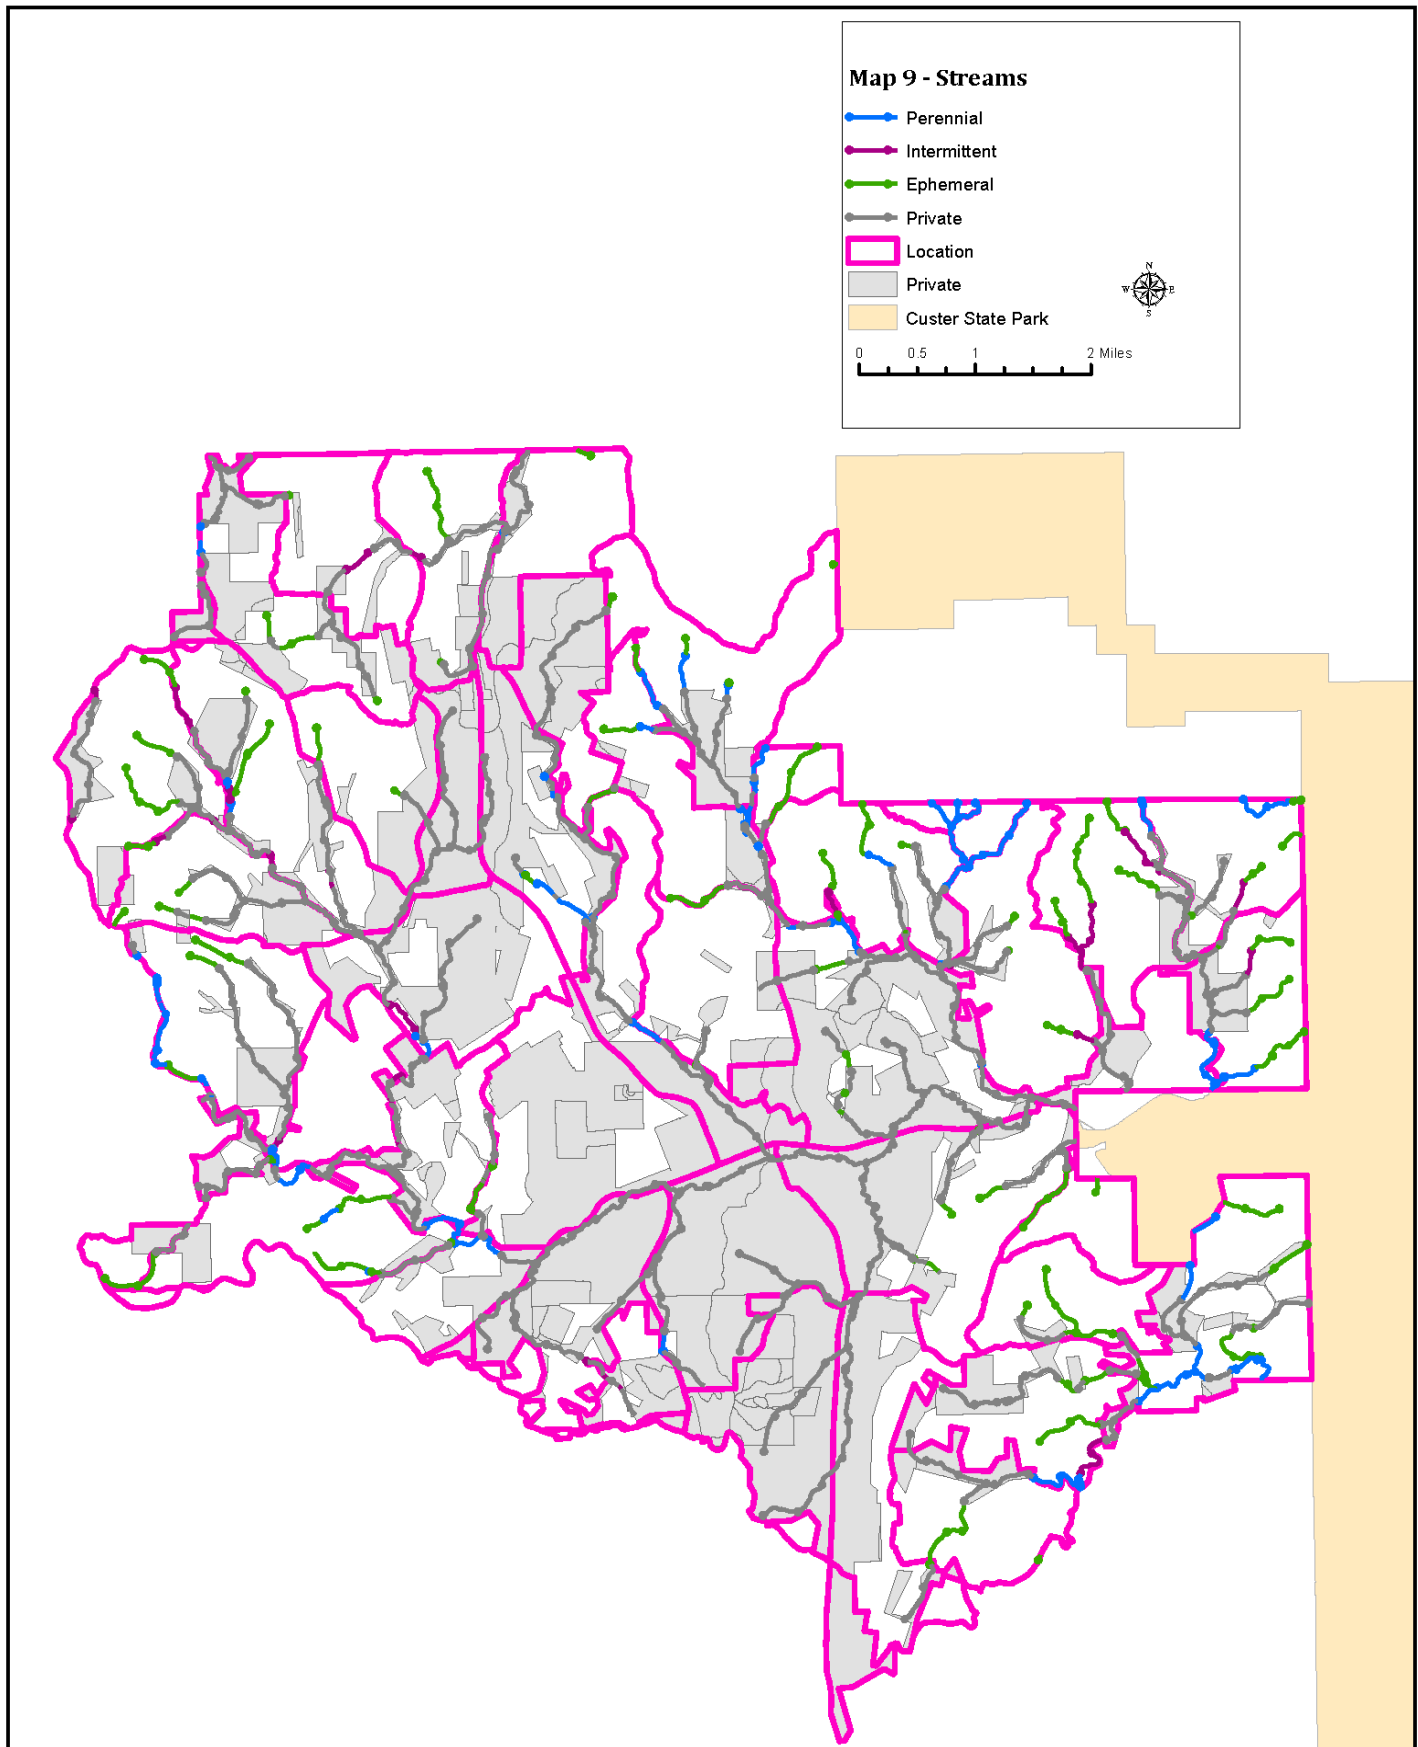 Map 9 - Streams
Perennial
Intermittent
Ephemeral
Private
Location
Private
Custer State Park
N
W E
S
0 0.5 1 2 Miles